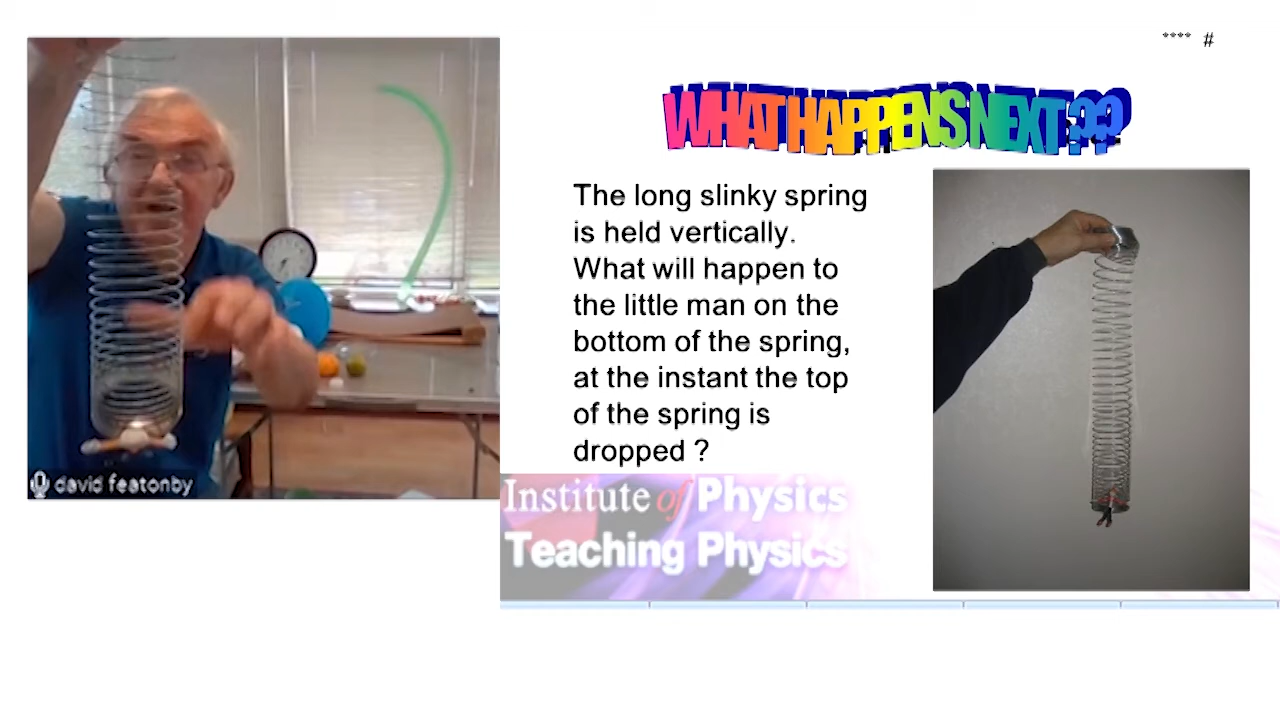 **** #
WHAT HAPPENS NEXT ???
The long slinky spring
is held vertically.
What will happen to
the little man on the
bottom of the spring,
at the instant the top
of the spring is
dropped ?
david featonby
Institute of Physics
Teaching Physics